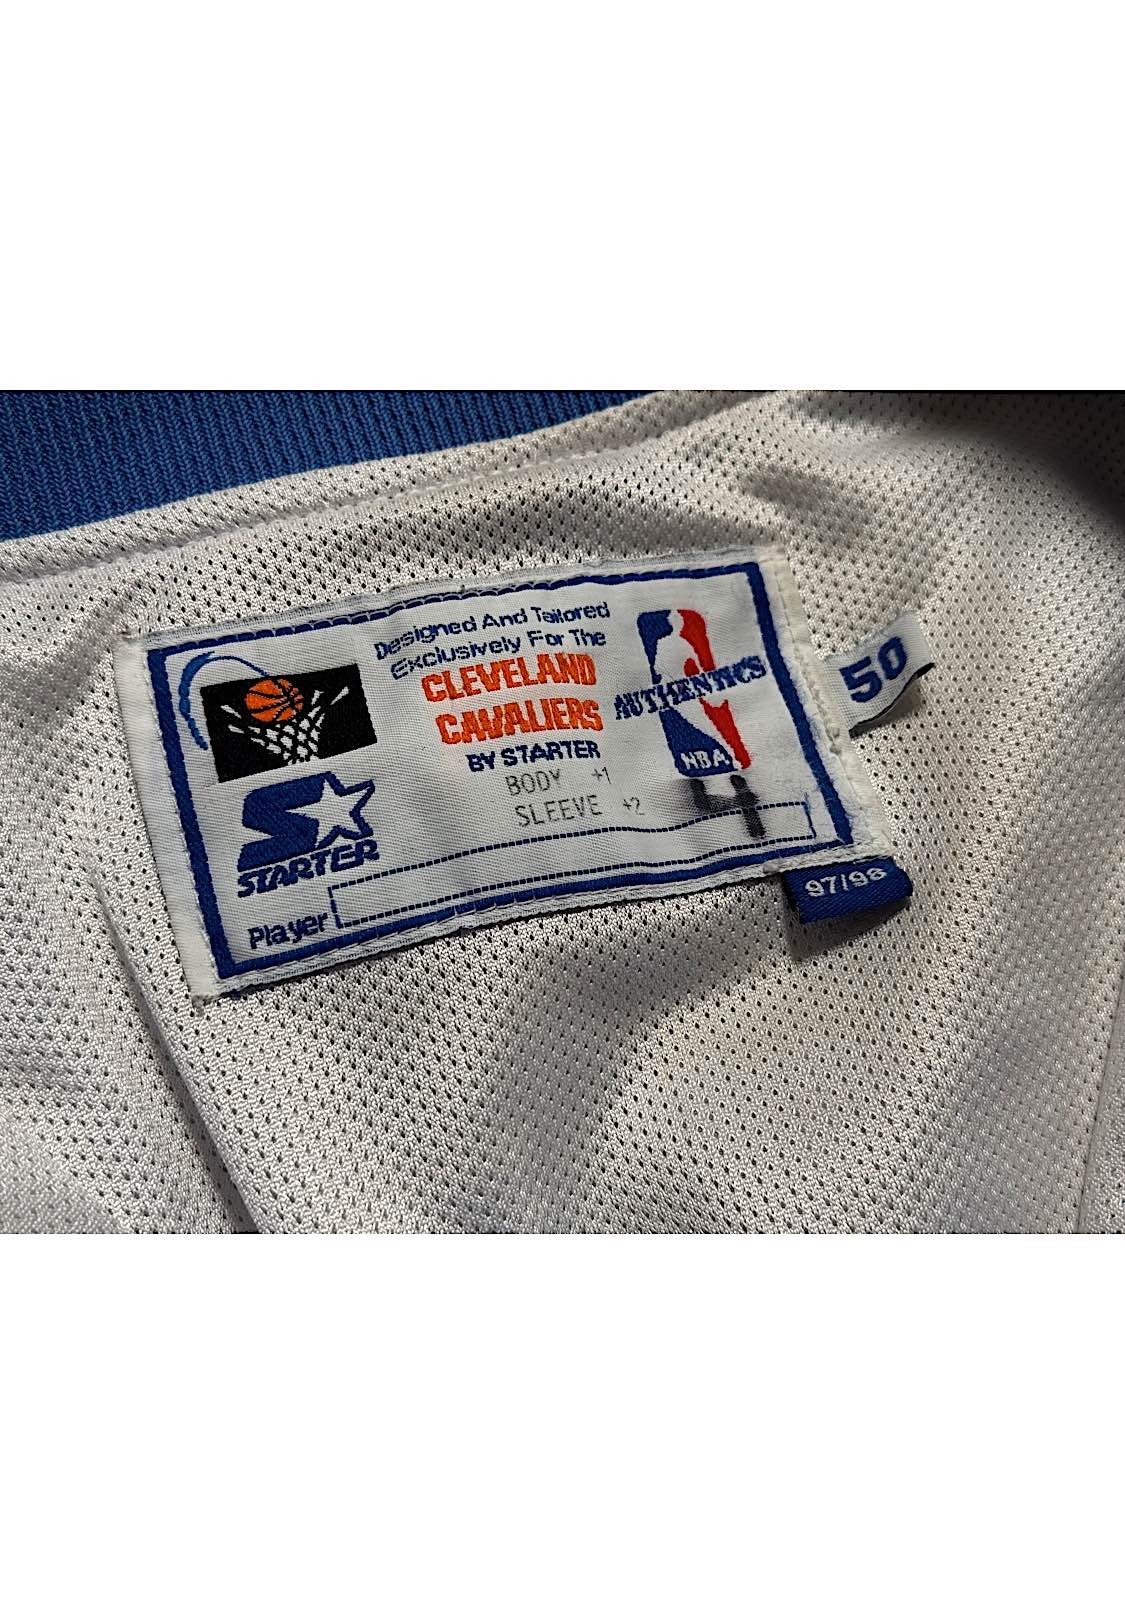 Designed And Tailored
Exclusively For The
CLEVELAND
CAVALIERS
BY STARTER
BODY +1
SLEEVE +2
STARTER
Player
AUTHENTICS
NBA
4
50
97/98